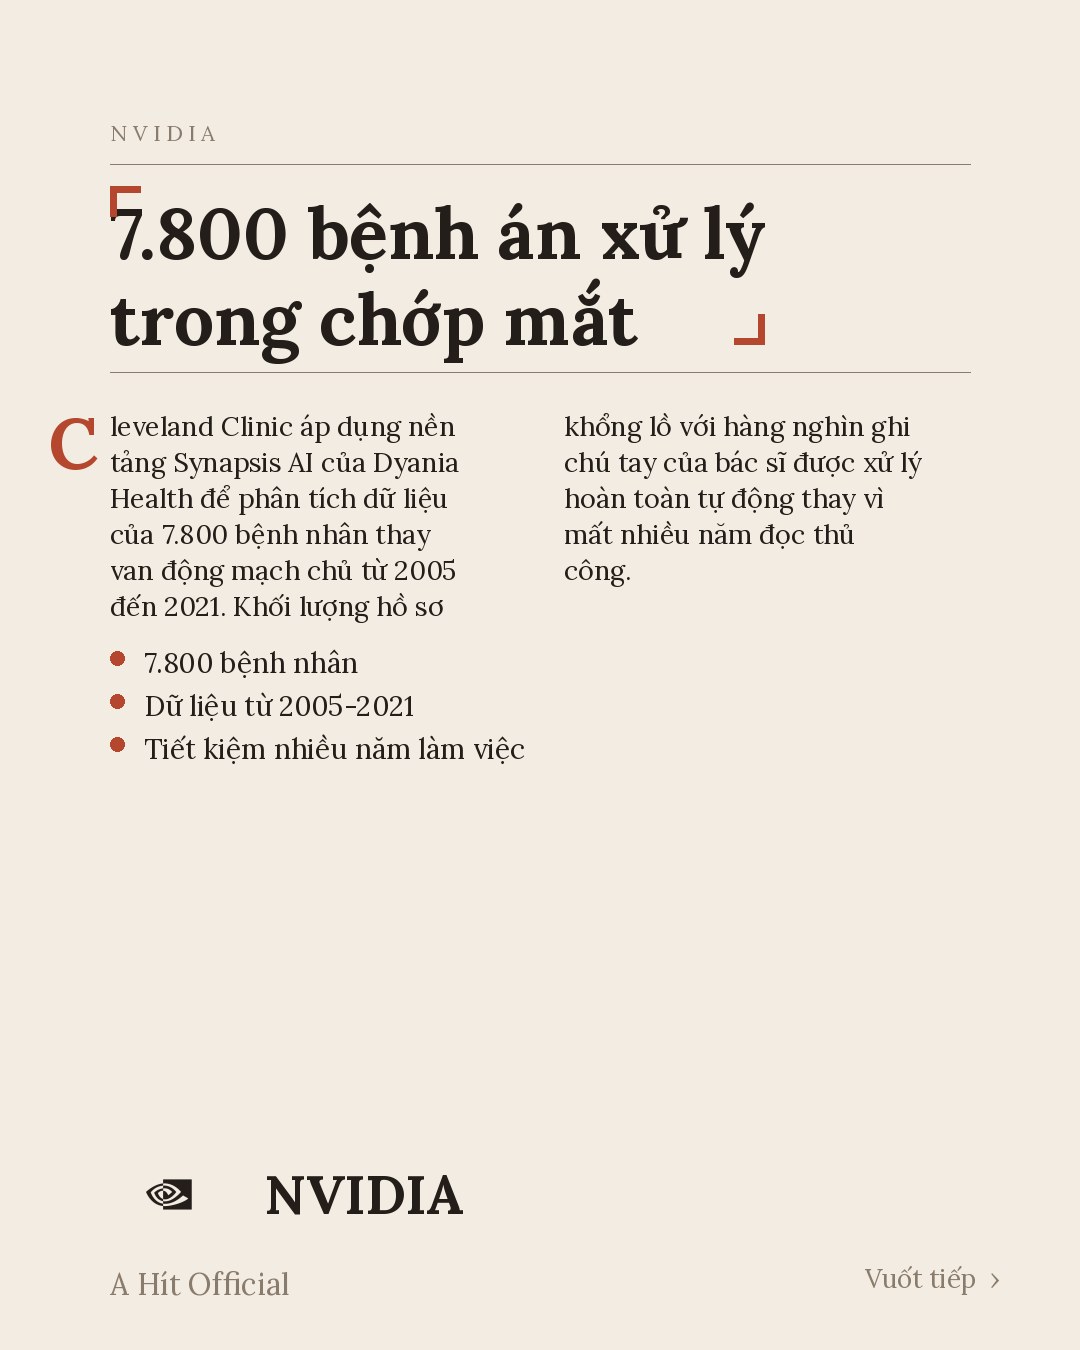 NVIDIA
7.800 bệnh án xử lý
trong chớp mắt
Cleveland Clinic áp dụng nền
tảng Synapsis AI của Dyania
Health để phân tích dữ liệu
của 7.800 bệnh nhân thay
van động mạch chủ từ 2005
đến 2021. Khối lượng hồ sơ
khổng lồ với hàng nghìn ghi
chú tay của bác sĩ được xử lý
hoàn toàn tự động thay vì
mất nhiều năm đọc thủ
công.
7.800 bệnh nhân
Dữ liệu từ 2005-2021
Tiết kiệm nhiều năm làm việc
NVIDIA
A Hít Official
Vuốt tiếp ›